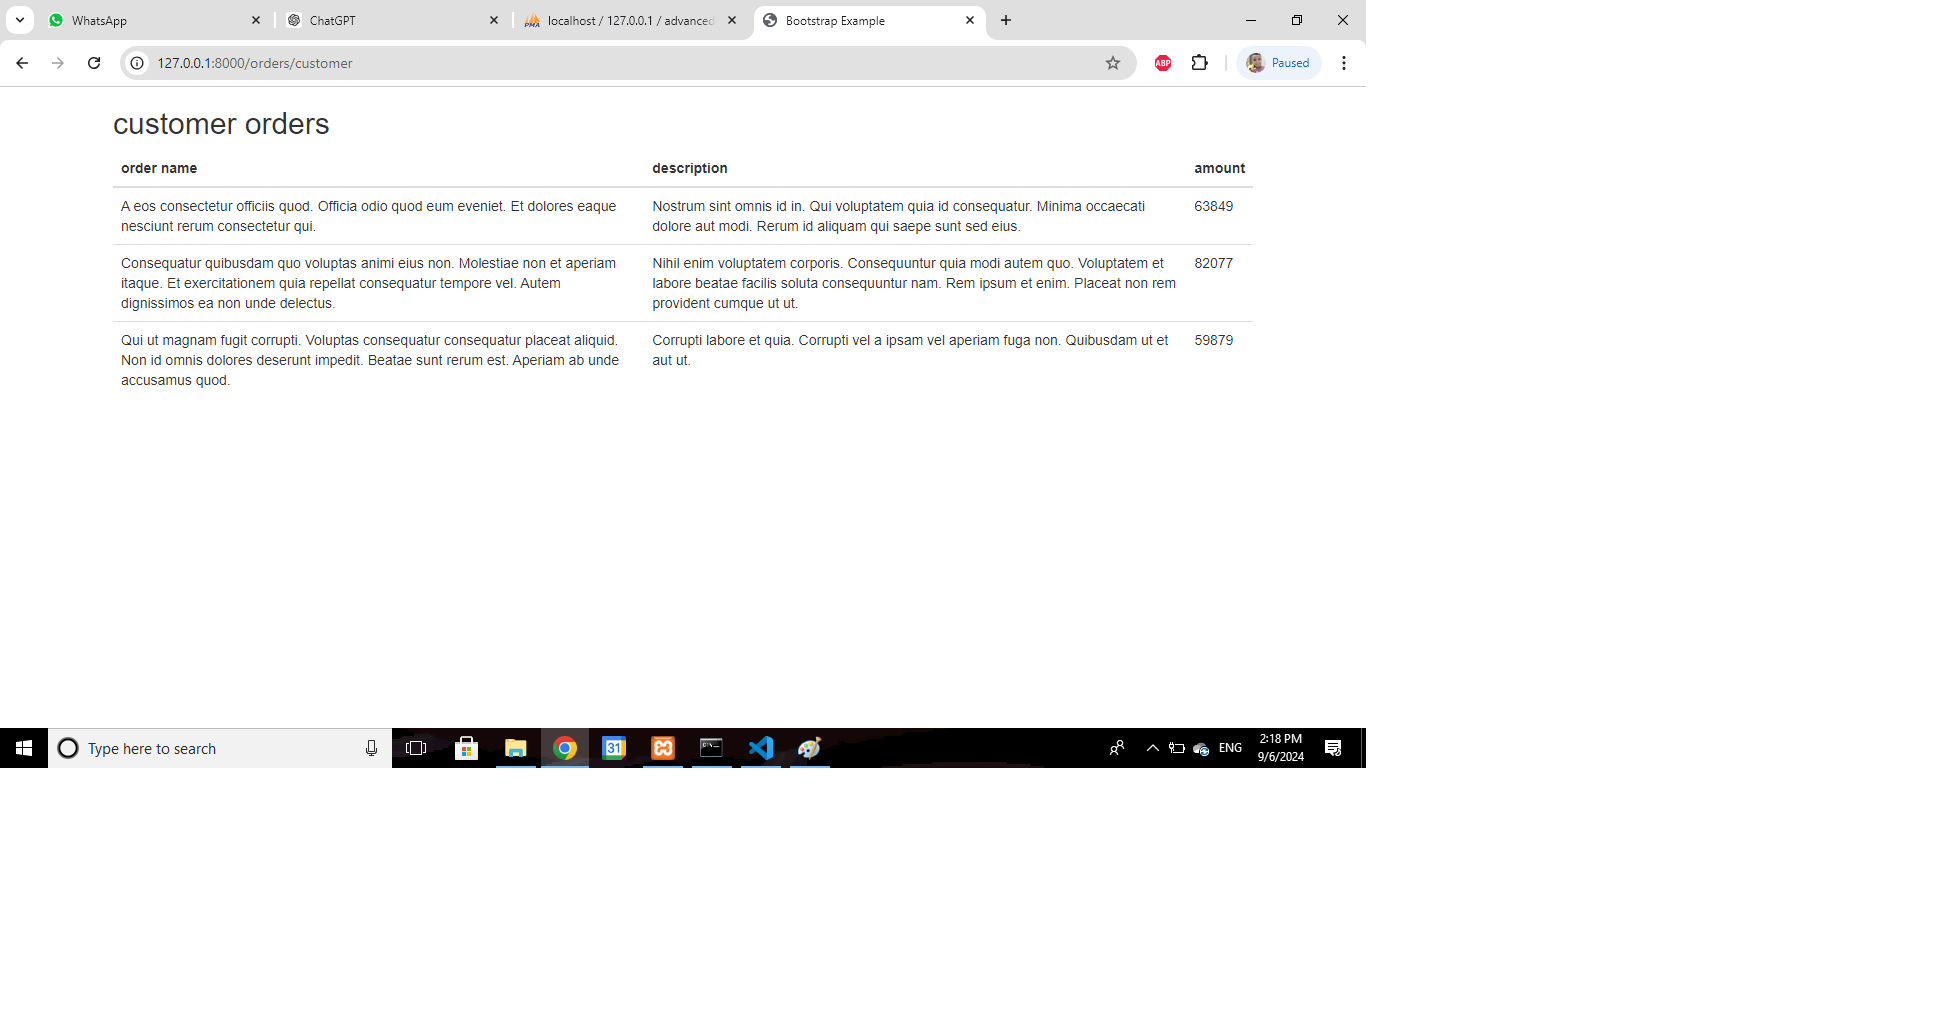 WhatsApp
ChatGPT
localhost / 127.0.0.1 / advanced
Bootstrap Example
127.0.0.1:8000/orders/customer
ABP
Paused
customer orders
order name description amount
A eos consectetur officiis quod. Officia odio quod eum eveniet. Et dolores eaque
nesciunt rerum consectetur qui.
Nostrum sint omnis id in. Qui voluptatem quia id consequatur. Minima occaecati
dolore aut modi. Rerum id aliquam qui saepe sunt sed eius.
63849
Consequatur quibusdam quo voluptas animi eius non. Molestiae non et aperiam
itaque. Et exercitationem quia repellat consequatur tempore vel. Autem
dignissimos ea non unde delectus.
Nihil enim voluptatem corporis. Consequuntur quia modi autem quo. Voluptatem et
labore beatae facilis soluta consequuntur nam. Rem ipsum et enim. Placeat non rem
provident cumque ut ut.
82077
Qui ut magnam fugit corrupti. Voluptas consequatur consequatur placeat aliquid.
Non id omnis dolores deserunt impedit. Beatae sunt rerum est. Aperiam ab unde
accusamus quod.
Corrupti labore et quia. Corrupti vel a ipsam vel aperiam fuga non. Quibusdam ut et
aut ut.
59879
Type here to search
31
ENG
2:18 PM
9/6/2024